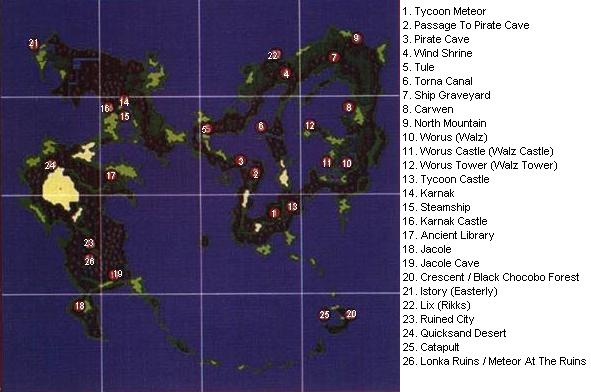 1. Tycoon Meteor
2. Passage To Pirate Cave
3. Pirate Cave
4. Wind Shrine
5. Tule
6. Torna Canal
7. Ship Graveyard
8. Carwen
9. North Mountain
10. Worus (Walz)
11. Worus Castle (Walz Castle)
12. Worus Tower (Walz Tower)
13. Tycoon Castle
14. Karnak
15. Steamship
16. Karnak Castle
17. Ancient Library
18. Jacole
19. Jacole Cave
20. Crescent / Black Chocobo Forest
21. Istory (Easterly)
22. Lix (Rikks)
23. Ruined City
24. Quicksand Desert
25. Catapult
26. Lonka Ruins / Meteor At The Ruins
21
9
22
7
4
16
14
8
15
5
6
12
3
11
10
24
2
17
1
13
23
26
19
18
25
20